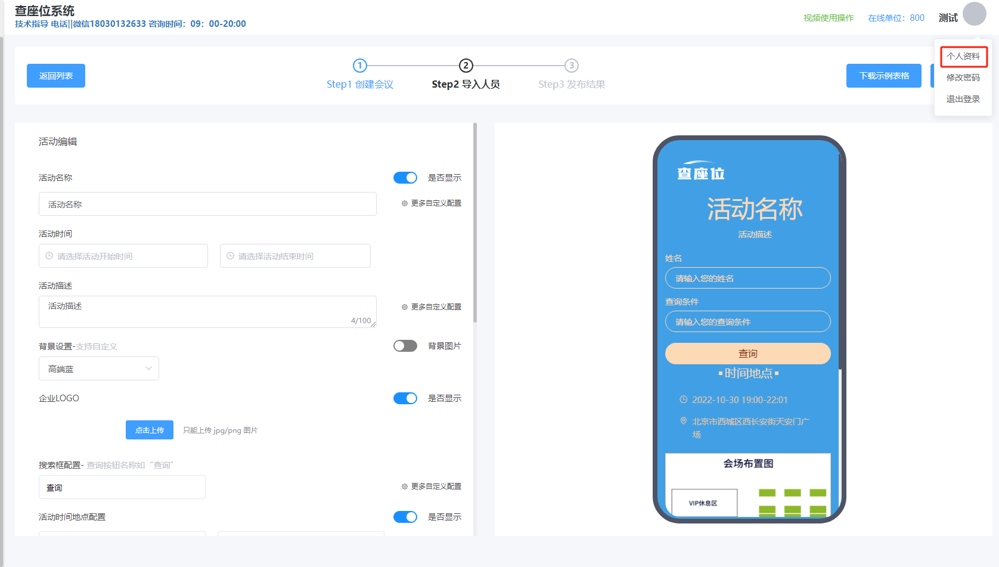 查座位系统
技术指导 电话||微信18030132633 咨询时间：09：00-20:00
视频使用操作
在线单位：800
测试
个人资料
修改密码
退出登录
返回列表
1
2
3
Step1 创建会议
Step2 导入人员
Step3 发布结果
下载示例表格
活动编辑
活动名称
是否显示
活动名称
更多自定义配置
活动时间
请选择活动开始时间
请选择活动结束时间
活动描述
活动描述
4/100
更多自定义配置
背景设置-支持自定义
背景图片
高端蓝
企业LOGO
是否显示
点击上传
只能上传 jpg/png 图片
搜索框配置- 查询按钮名称如“查询”
查询
更多自定义配置
活动时间地点配置
是否显示
查座位
活动名称
活动描述
姓名
请输入您的姓名
查询条件
请输入您的查询条件
查询
▪时间地点▪
2022-10-30 19:00-22:01
北京市西城区西长安街天安门广
场
会场布置图
VIP休息区